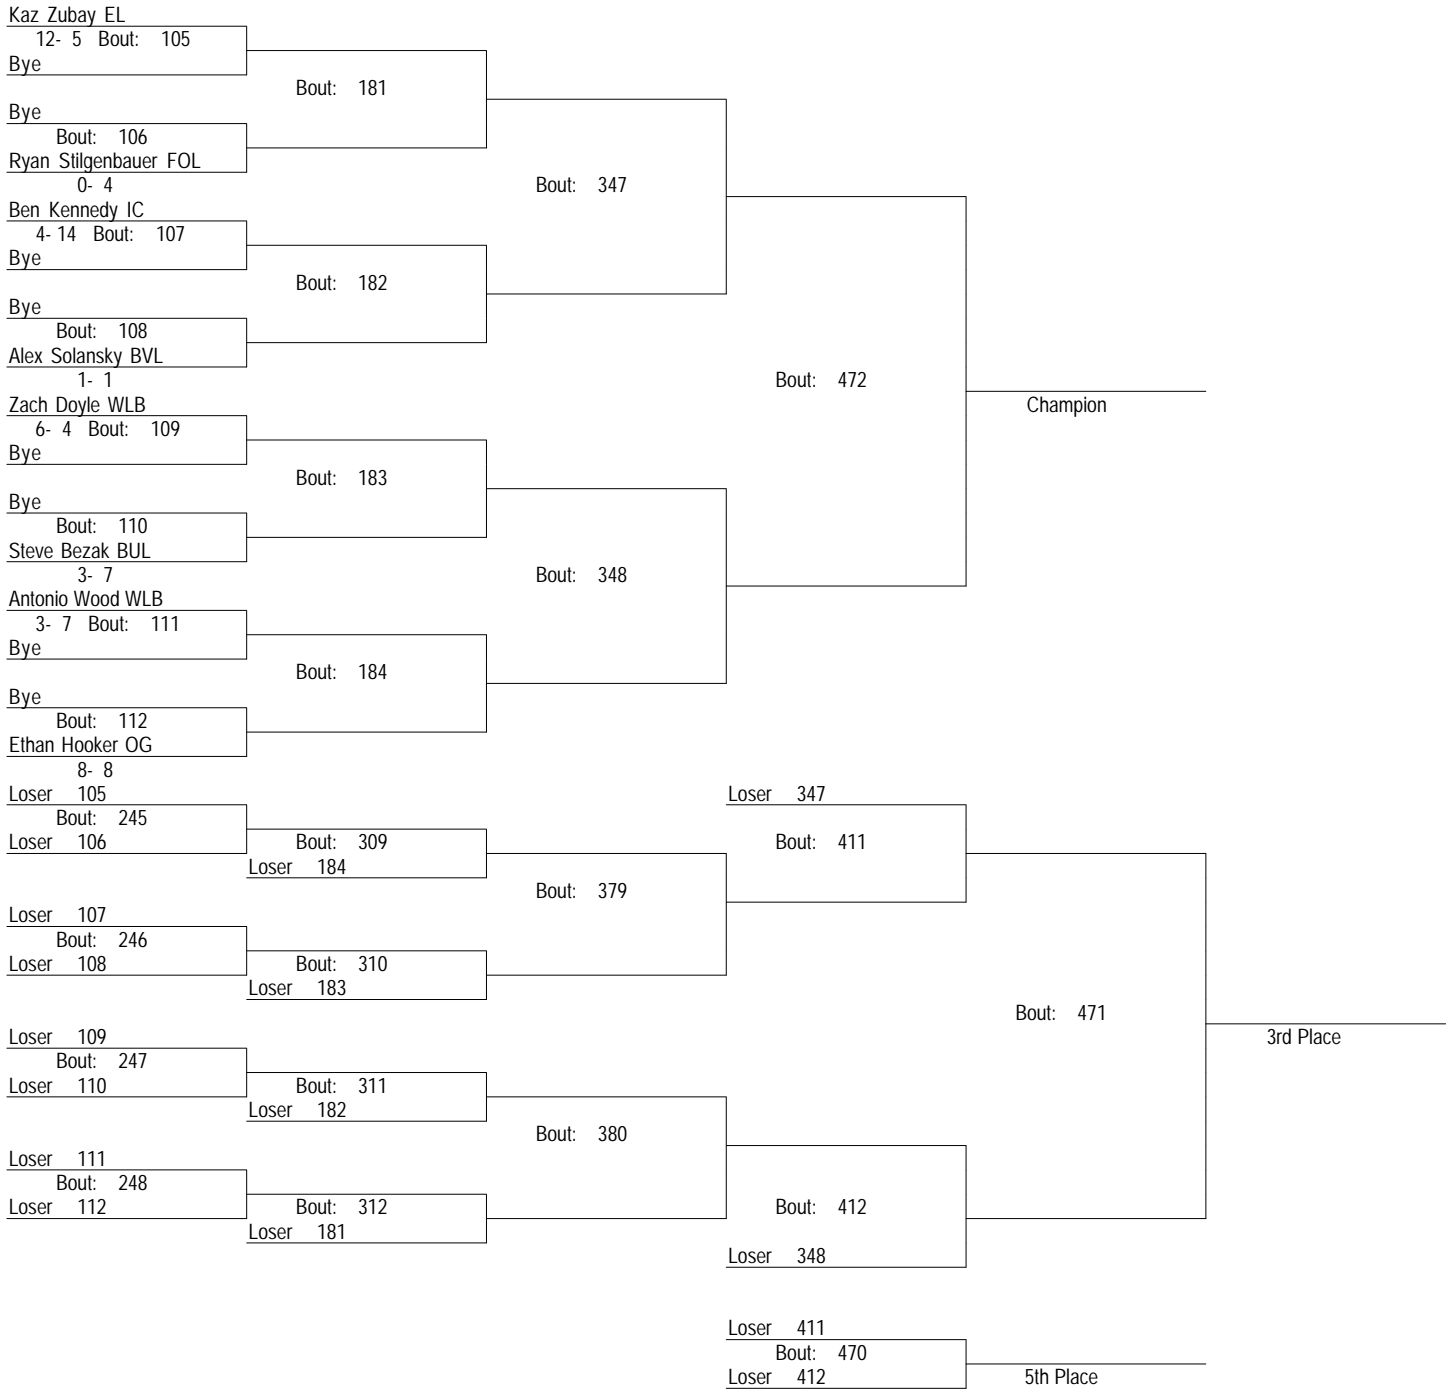 Kaz Zubay EL
12- 5 Bout: 105
Bye
Bout: 181
Bye
Bout: 106
Ryan Stilgenbauer FOL
0- 4
Bout: 347
Ben Kennedy IC
4- 14 Bout: 107
Bye
Bout: 182
Bye
Bout: 108
Alex Solansky BVL
1- 1
Bout: 472
Zach Doyle WLB
Champion
6- 4 Bout: 109
Bye
Bout: 183
Bye
Bout: 110
Steve Bezak BUL
3- 7
Bout: 348
Antonio Wood WLB
3- 7 Bout: 111
Bye
Bout: 184
Bye
Bout: 112
Ethan Hooker OG
8- 8
Loser 105
Loser 347
Bout: 245
Loser 106
Bout: 309
Bout: 411
Loser 184
Bout: 379
Loser 107
Bout: 246
Loser 108
Bout: 310
Loser 183
Bout: 471
Loser 109
3rd Place
Bout: 247
Loser 110
Bout: 311
Loser 182
Bout: 380
Loser 111
Bout: 248
Loser 112
Bout: 312
Bout: 412
Loser 181
Loser 348
Loser 411
Bout: 470
Loser 412
5th Place